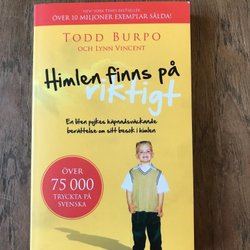 NEW YORK TIMES BESTSELLER
ÖVER 10 MILJONER EXEMPLAR SÅLDA!
TODD BURPO
OCH LYNN VINCENT
Himlen finns på
riktigt
En liten pojkes häpnadsväckande
berättelse om sitt besök i himlen
ÖVER
75 000
TRYCKTA PÅ
SVENSKA